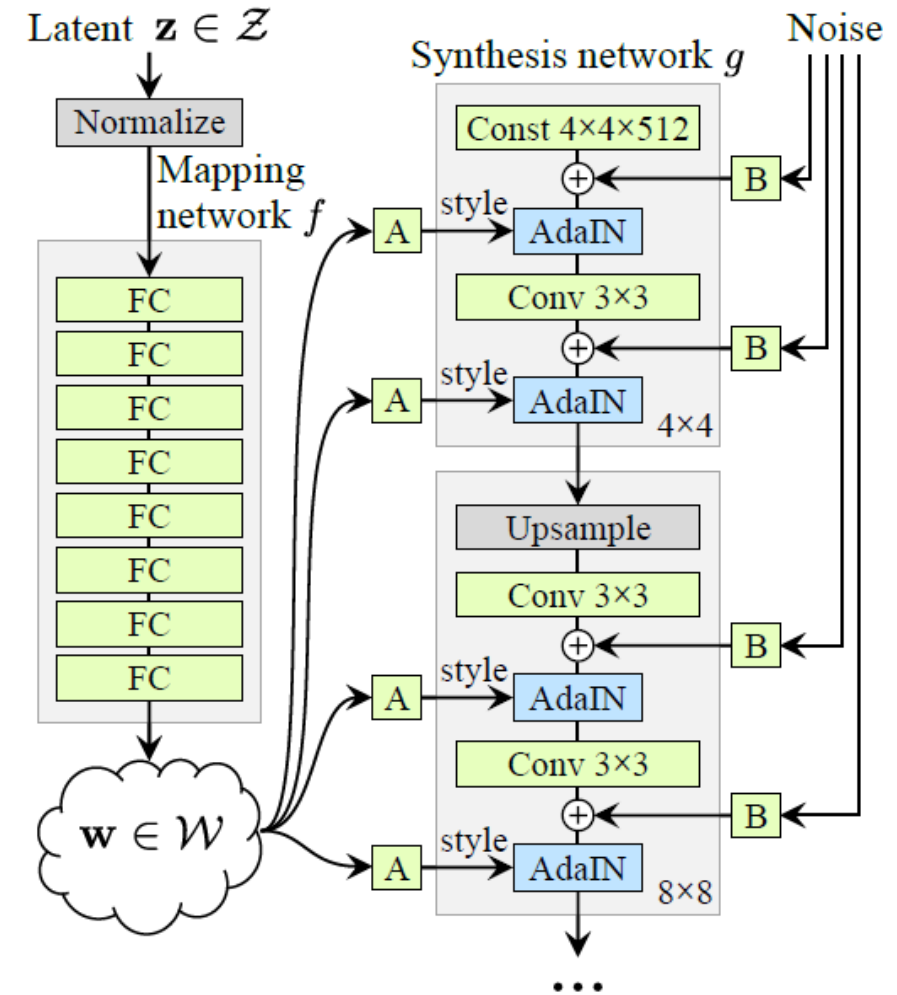 Latent z ∈ 𝒵
Normalize
Mapping
network f
FC
FC
FC
FC
FC
FC
FC
FC
w ∈ 𝒲
Synthesis network g
Const 4×4×512
A
style
AdaIN
Conv 3×3
A
style
AdaIN
4×4
Upsample
Conv 3×3
A
style
AdaIN
Conv 3×3
A
style
AdaIN
8×8
...
Noise
B
B
B
B